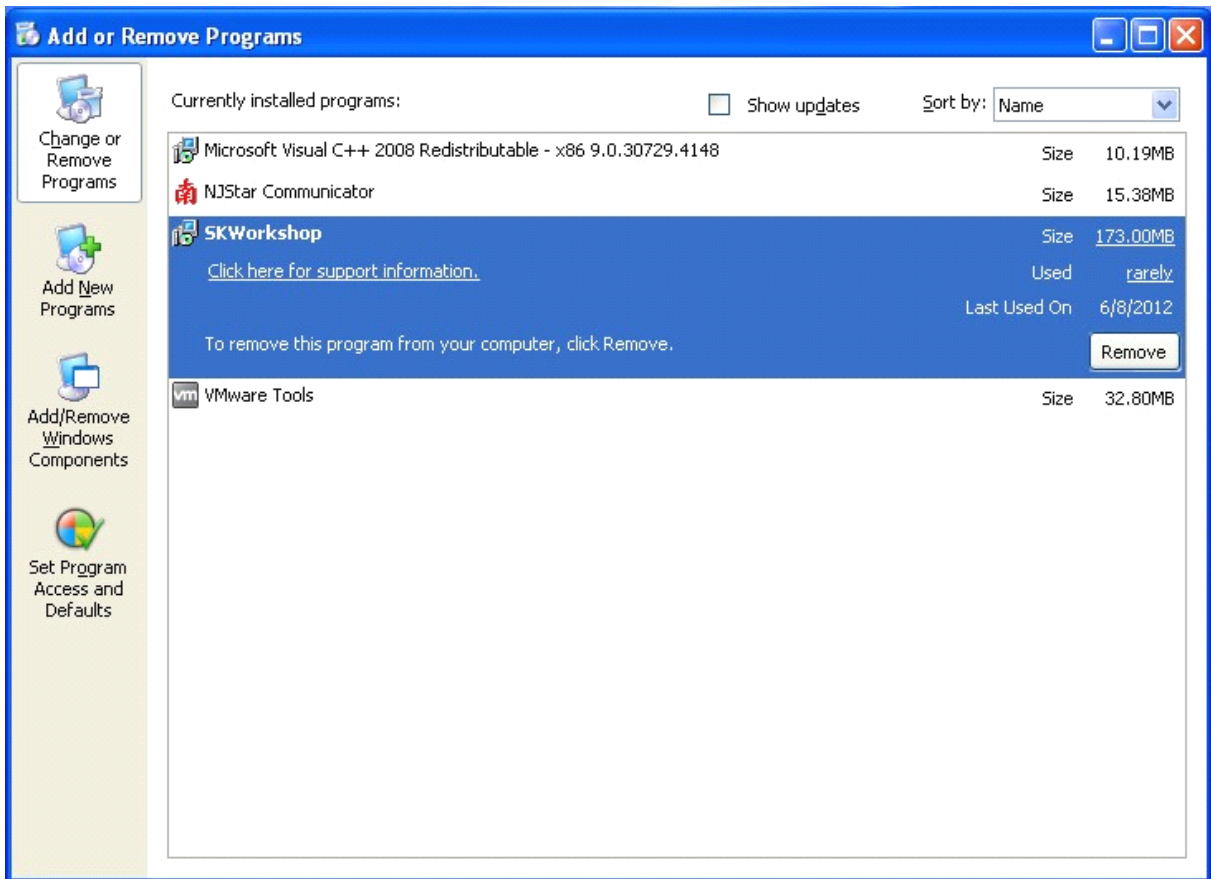 Add or Remove Programs
Change or
Remove
Programs
Add New
Programs
Add/Remove
Windows
Components
Set Program
Access and
Defaults
Currently installed programs:
Show updates
Sort by: Name
Microsoft Visual C++ 2008 Redistributable - x86 9.0.30729.4148 Size 10.19MB
南 NJStar Communicator Size 15.38MB
SKWorkshop Size 173.00MB
Click here for support information. Used rarely
Last Used On 6/8/2012
To remove this program from your computer, click Remove. Remove
vm VMware Tools Size 32.80MB